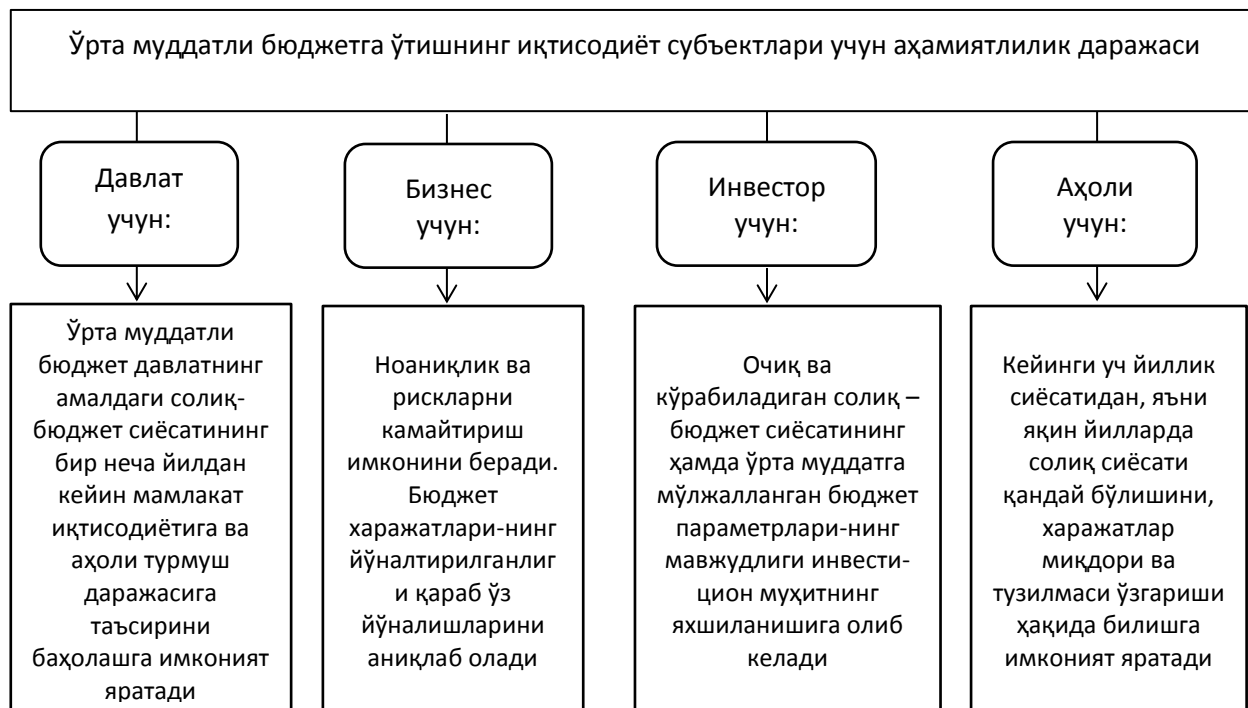 Ўрта муддатли бюджетга ўтишнинг иқтисодиёт субъектлари учун аҳамиятлилик даражаси
Давлат
учун:
Бизнес
учун:
Инвестор
учун:
Аҳоли
учун:
Ўрта муддатли
бюджет давлатнинг
амалдаги солиқ-
бюджет сиёсатининг
бир неча йилдан
кейин мамлакат
иқтисодиётига ва
аҳоли турмуш
даражасига
таъсирини
баҳолашга имконият
яратади
Ноаниқлик ва
рискларни
камайтириш
имконини беради.
Бюджет
харажатлари-нинг
йўналтирилганлиг
и қараб ўз
йўналишларини
аниқлаб олади
Очиқ ва
кўрабиладиган солиқ –
бюджет сиёсатининг
ҳамда ўрта муддатга
мўлжалланган бюджет
параметрлари-нинг
мавжудлиги инвести-
цион муҳитнинг
яхшиланишига олиб
келади
Кейинги уч йиллик
сиёсатидан, яъни
яқин йилларда
солиқ сиёсати
қандай бўлишини,
харажатлар
миқдори ва
тузилмаси ўзгариши
ҳақида билишга
имконият яратади